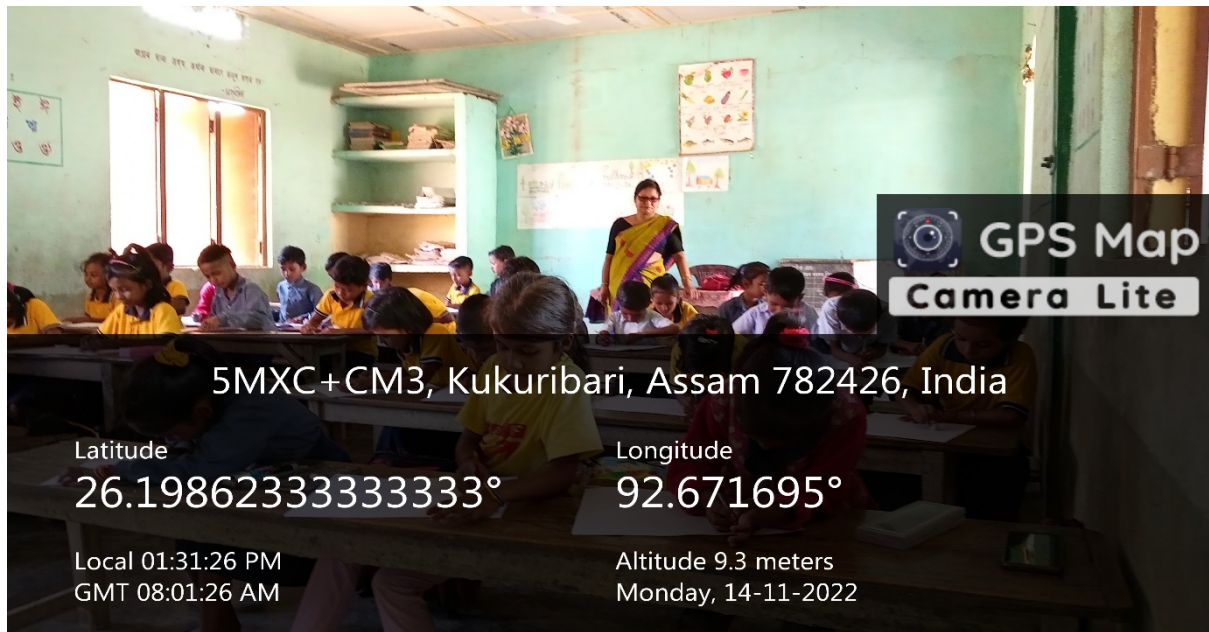 ই ঈ
GPS Map
Camera Lite
5MXC+CM3, Kukuribari, Assam 782426, India
Latitude
26.19862333333333°
Longitude
92.671695°
Local 01:31:26 PM
GMT 08:01:26 AM
Altitude 9.3 meters
Monday, 14-11-2022